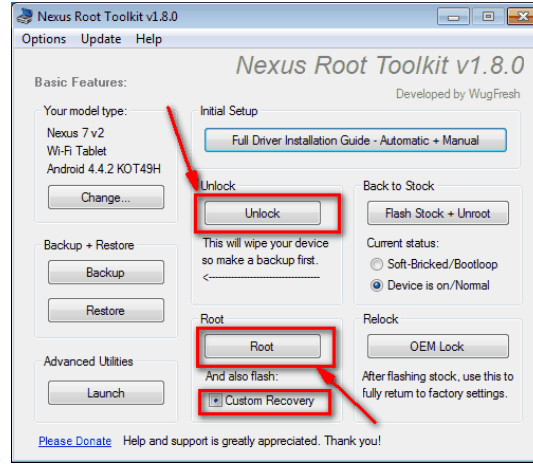 Nexus Root Toolkit v1.8.0
Options Update Help
Nexus Root Toolkit v1.8.0
Developed by WugFresh
Basic Features:
Your model type:
Nexus 7 v2
Wi-Fi Tablet
Android 4.4.2 KOT49H
Change...
Initial Setup
Full Driver Installation Guide - Automatic + Manual
Unlock
Unlock
This will wipe your device
so make a backup first.
<-----------------------------------
Back to Stock
Flash Stock + Unroot
Current status:
Soft-Bricked/Bootloop
Device is on/Normal
Backup + Restore
Backup
Restore
Root
Root
And also flash:
Custom Recovery
Relock
OEM Lock
After flashing stock, use this to
fully return to factory settings.
Advanced Utilities
Launch
Please Donate Help and support is greatly appreciated. Thank you!